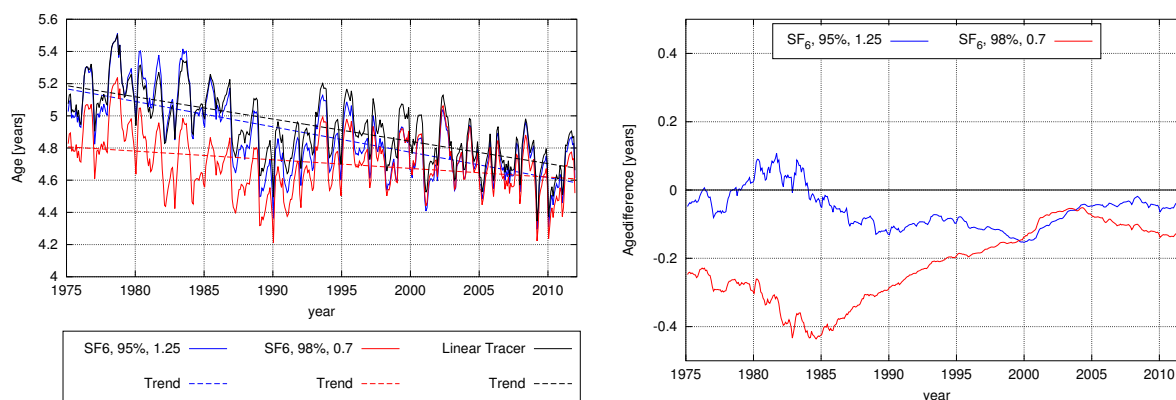 5.6
5.4
5.2
5
4.8
4.6
4.4
4.2
4
Age [years]
1975 1980 1985 1990 1995 2000 2005 2010
year
SF6, 95%, 1.25 SF6, 98%, 0.7 Linear Tracer
Trend Trend Trend
SF6, 95%, 1.25 SF6, 98%, 0.7
0.4
0.2
0
-0.2
-0.4
Agedifference [years]
1975 1980 1985 1990 1995 2000 2005 2010
year